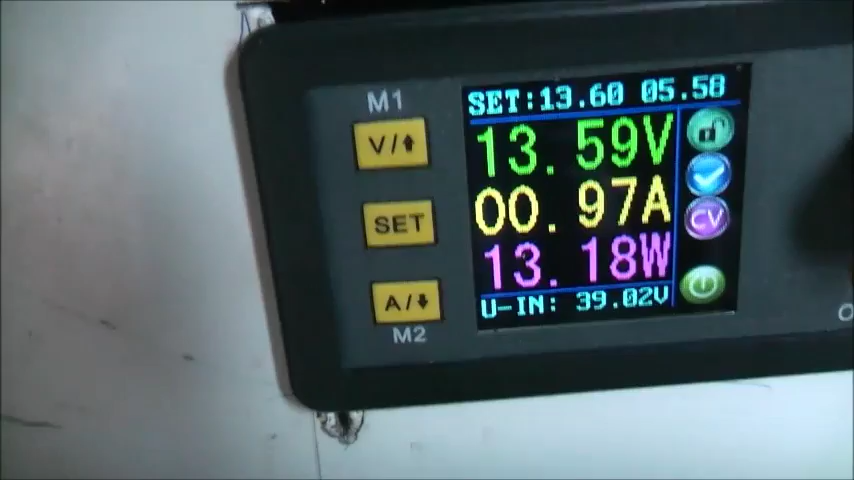 M1
V/⬆
SET
A/⬇
M2
SET:13.60 05.58
13.59V
00.97A
13.18W
U-IN: 39.02V
CV